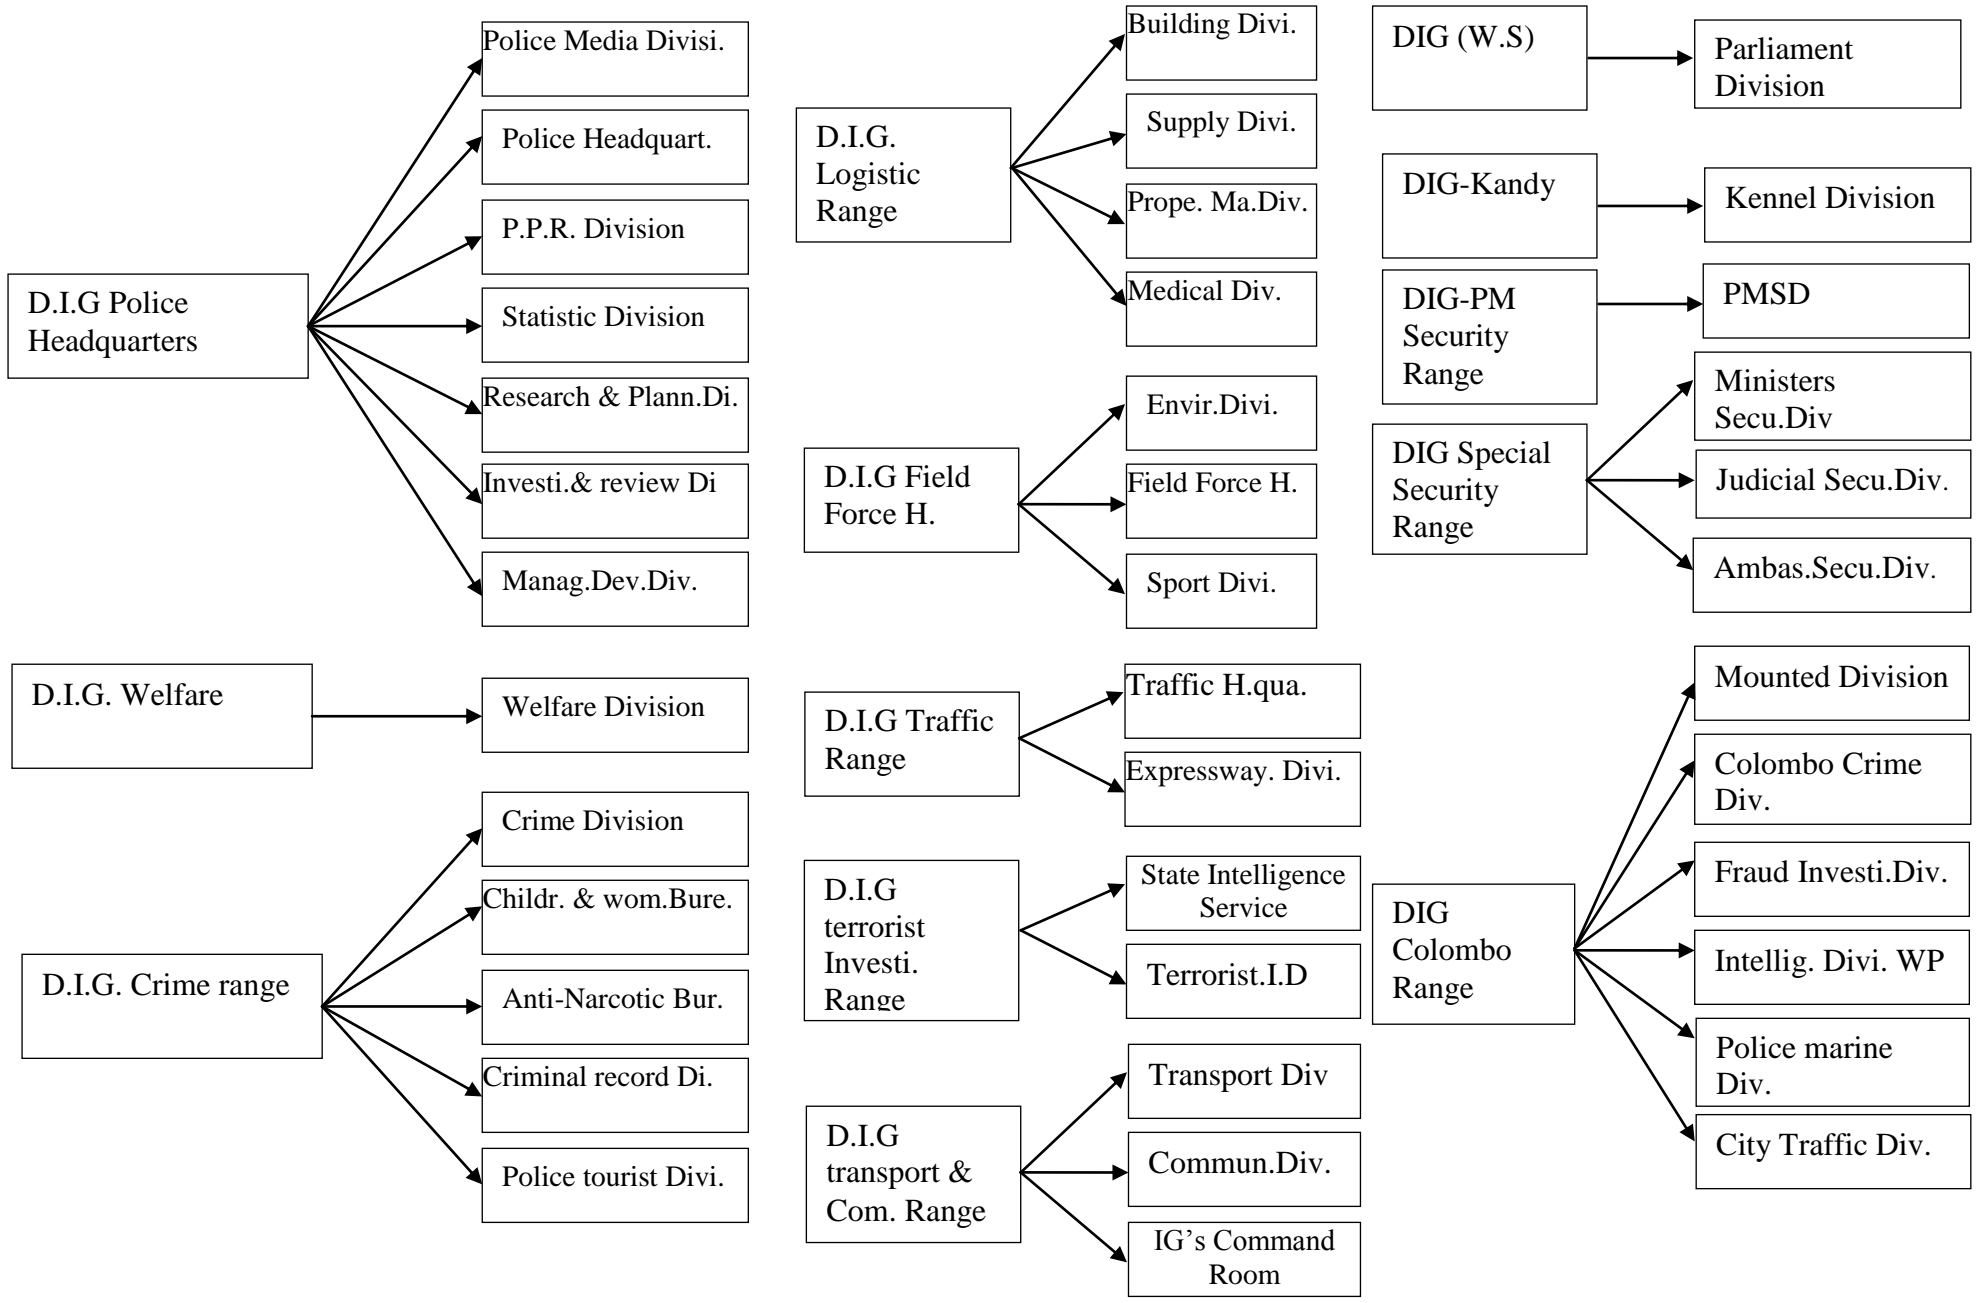 Police Media Divisi.
Police Headquart.
P.P.R. Division
D.I.G Police
Headquarters
Statistic Division
Research & Plann.Di.
Investi.& review Di
Manag.Dev.Div.
D.I.G. Welfare
Welfare Division
Crime Division
Childr. & wom.Bure.
D.I.G. Crime range
Anti-Narcotic Bur.
Criminal record Di.
Police tourist Divi.
Building Divi.
D.I.G.
Logistic
Range
Supply Divi.
Prope. Ma.Div.
Medical Div.
D.I.G Field
Force H.
Envir.Divi.
Field Force H.
Sport Divi.
D.I.G Traffic
Range
Traffic H.qua.
Expressway. Divi.
D.I.G
terrorist
Investi.
Range
State Intelligence
Service
Terrorist.I.D
D.I.G
transport &
Com. Range
Transport Div
Commun.Div.
IG’s Command
Room
DIG (W.S)
Parliament
Division
DIG-Kandy
Kennel Division
DIG-PM
Security
Range
PMSD
DIG Special
Security
Range
Ministers
Secu.Div
Judicial Secu.Div.
Ambas.Secu.Div.
DIG
Colombo
Range
Mounted Division
Colombo Crime
Div.
Fraud Investi.Div.
Intellig. Divi. WP
Police marine
Div.
City Traffic Div.